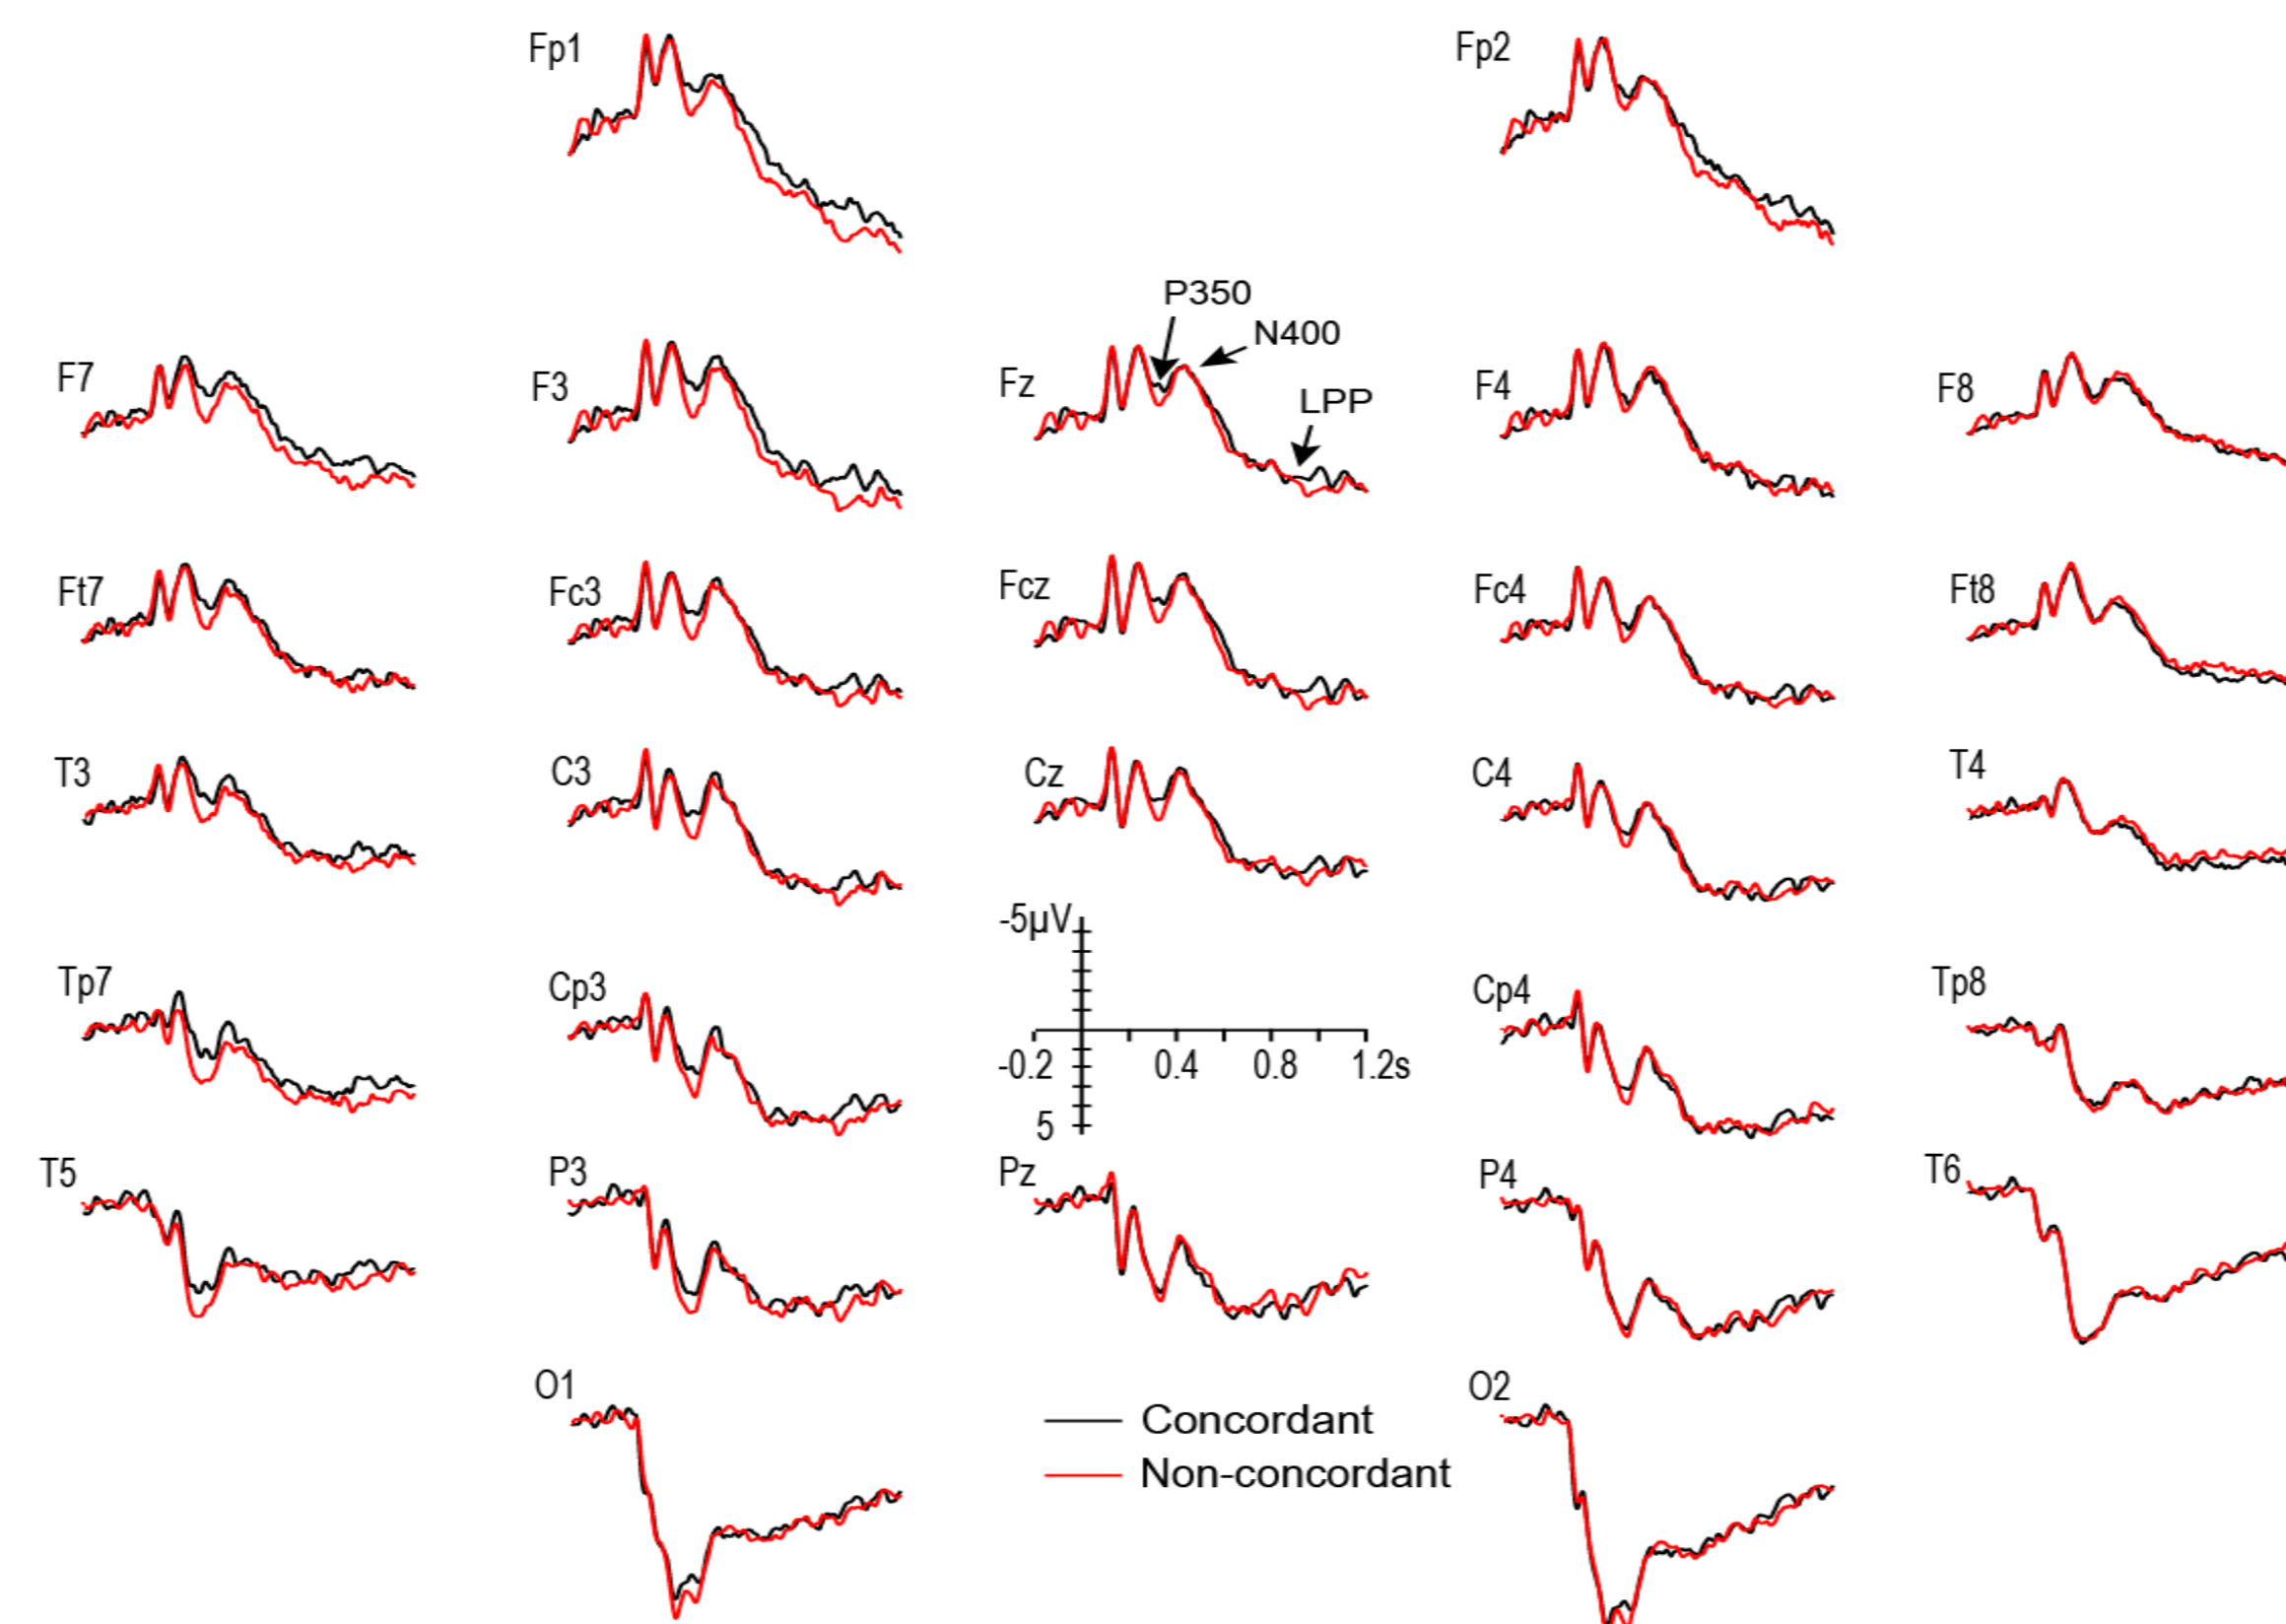 Fp1
Fp2
P350
N400
F7
F3
Fz
LPP
F4
F8
Ft7
Fc3
Fcz
Fc4
Ft8
T3
C3
Cz
C4
T4
-5µV
Tp7
Cp3
Cp4
Tp8
-0.2
0.4
0.8
1.2s
5
T5
P3
Pz
P4
T6
O1
O2
Concordant
Non-concordant